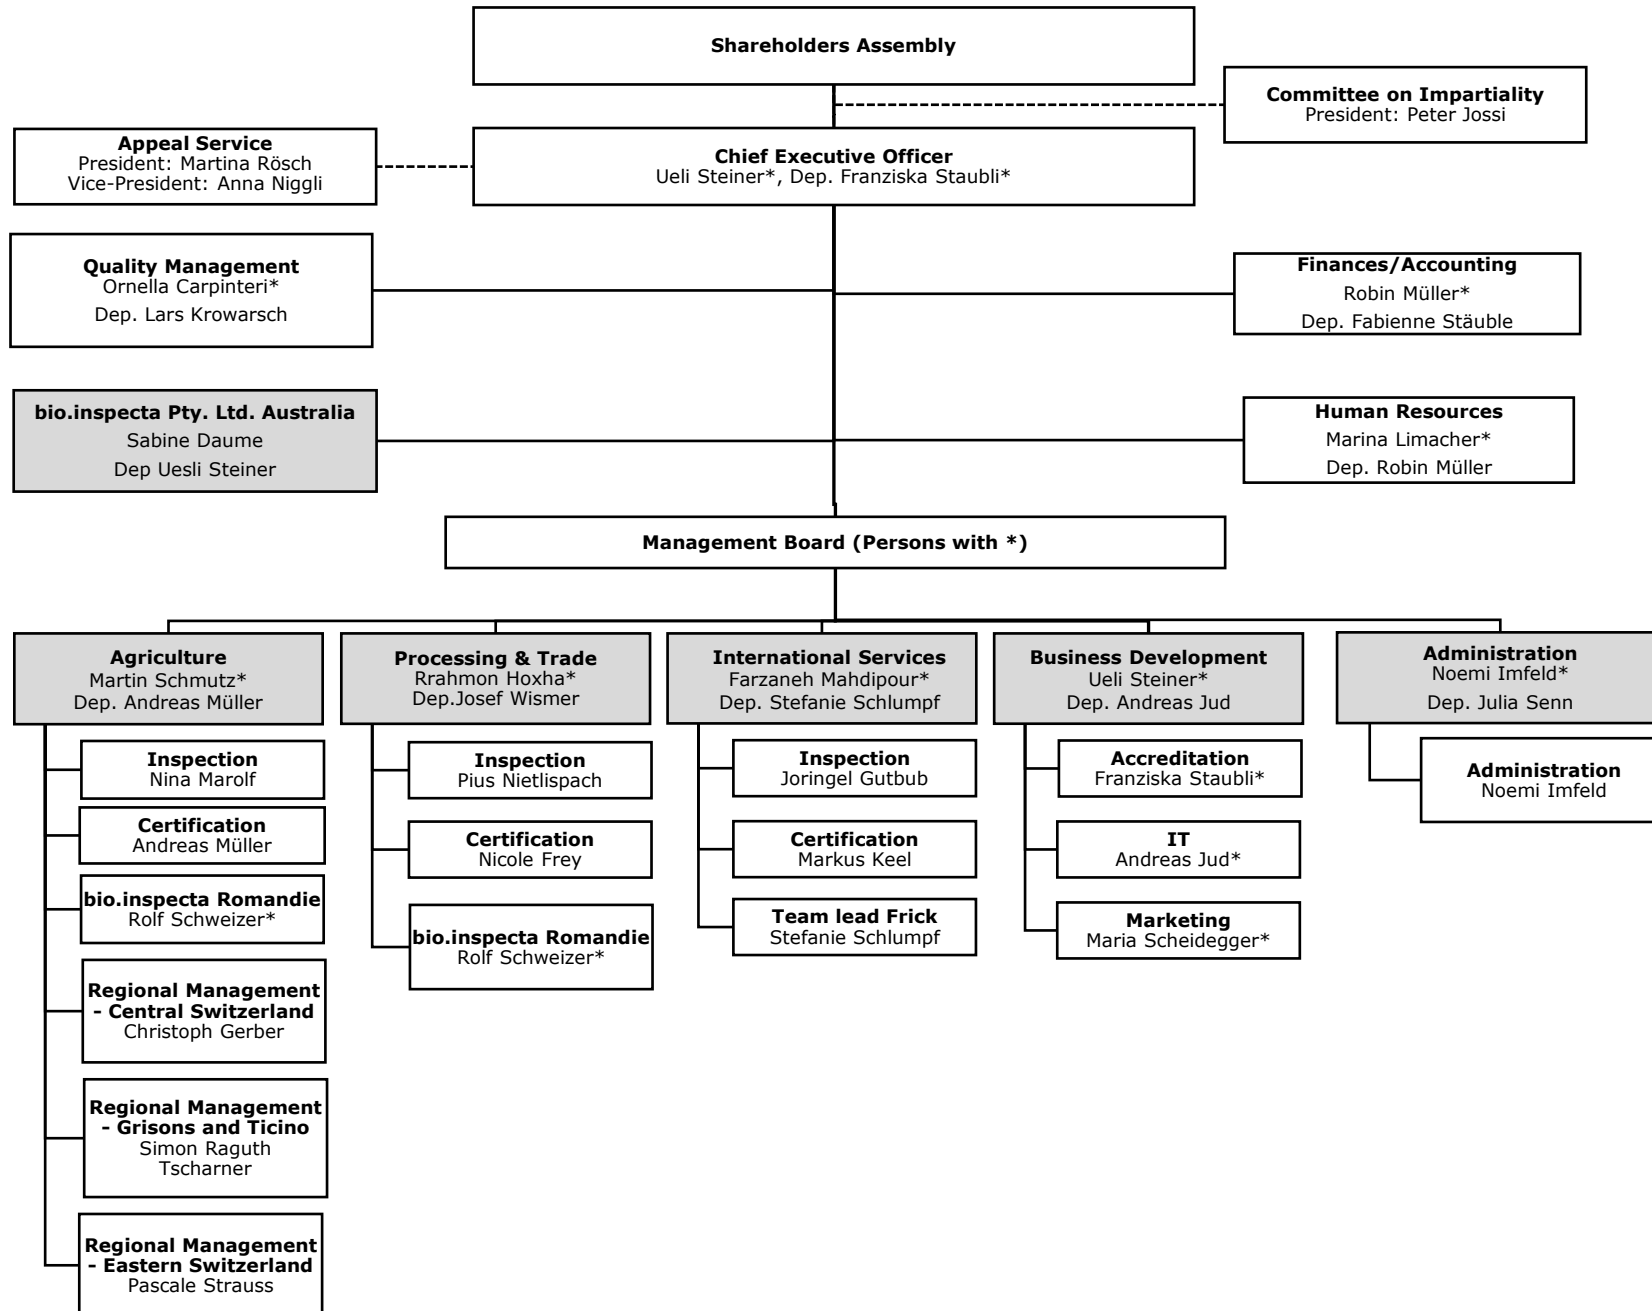 Shareholders Assembly
Committee on Impartiality
President: Peter Jossi
Appeal Service
President: Martina Rösch
Vice-President: Anna Niggli
Chief Executive Officer
Ueli Steiner*, Dep. Franziska Staubli*
Quality Management
Ornella Carpinteri*
Dep. Lars Krowarsch
Finances/Accounting
Robin Müller*
Dep. Fabienne Stäuble
bio.inspecta Pty. Ltd. Australia
Sabine Daume
Dep Uesli Steiner
Human Resources
Marina Limacher*
Dep. Robin Müller
Management Board (Persons with *)
Agriculture
Martin Schmutz*
Dep. Andreas Müller
Inspection
Nina Marolf
Certification
Andreas Müller
bio.inspecta Romandie
Rolf Schweizer*
Regional Management
- Central Switzerland
Christoph Gerber
Regional Management
- Grisons and Ticino
Simon Raguth
Tscharner
Regional Management
- Eastern Switzerland
Pascale Strauss
Processing & Trade
Rrahmon Hoxha*
Dep.Josef Wismer
Inspection
Pius Nietlispach
Certification
Nicole Frey
bio.inspecta Romandie
Rolf Schweizer*
International Services
Farzaneh Mahdipour*
Dep. Stefanie Schlumpf
Inspection
Joringel Gutbub
Certification
Markus Keel
Team lead Frick
Stefanie Schlumpf
Business Development
Ueli Steiner*
Dep. Andreas Jud
Accreditation
Franziska Staubli*
IT
Andreas Jud*
Marketing
Maria Scheidegger*
Administration
Noemi Imfeld*
Dep. Julia Senn
Administration
Noemi Imfeld